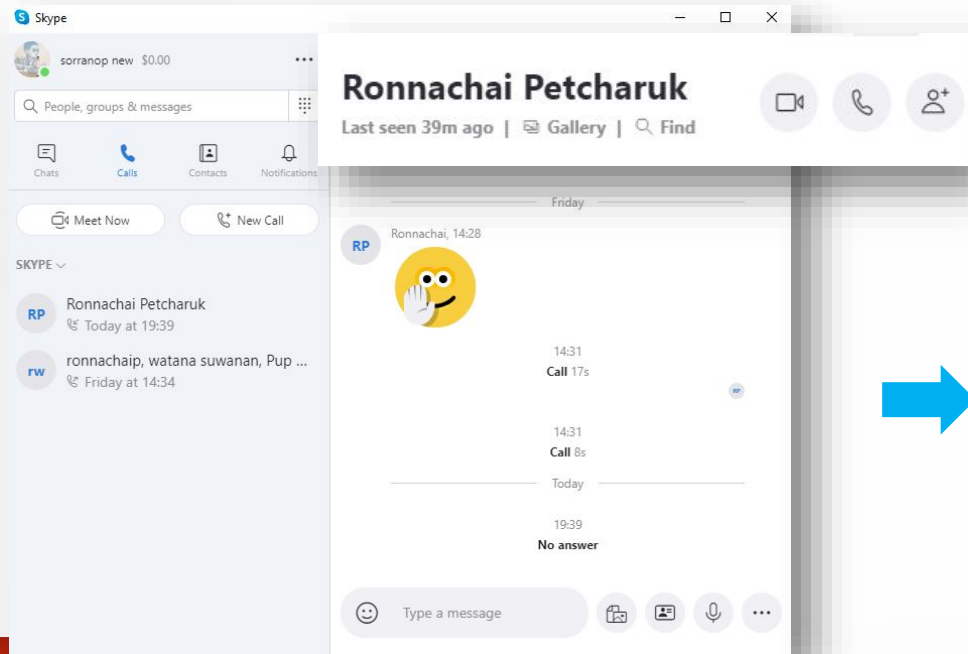 Skype
sorranop new $0.00
People, groups & messages
Chats
Calls
Contacts
Notifications
Meet Now
New Call
SKYPE
RP
Ronnachai Petcharuk
Today at 19:39
rw
ronnachaip, watana suwanan, Pup ...
Friday at 14:34
Ronnachai Petcharuk
Last seen 39m ago | Gallery | Find
Friday
RP
Ronnachai, 14:28
14:31
Call 17s
RP
14:31
Call 8s
Today
19:39
No answer
Type a message